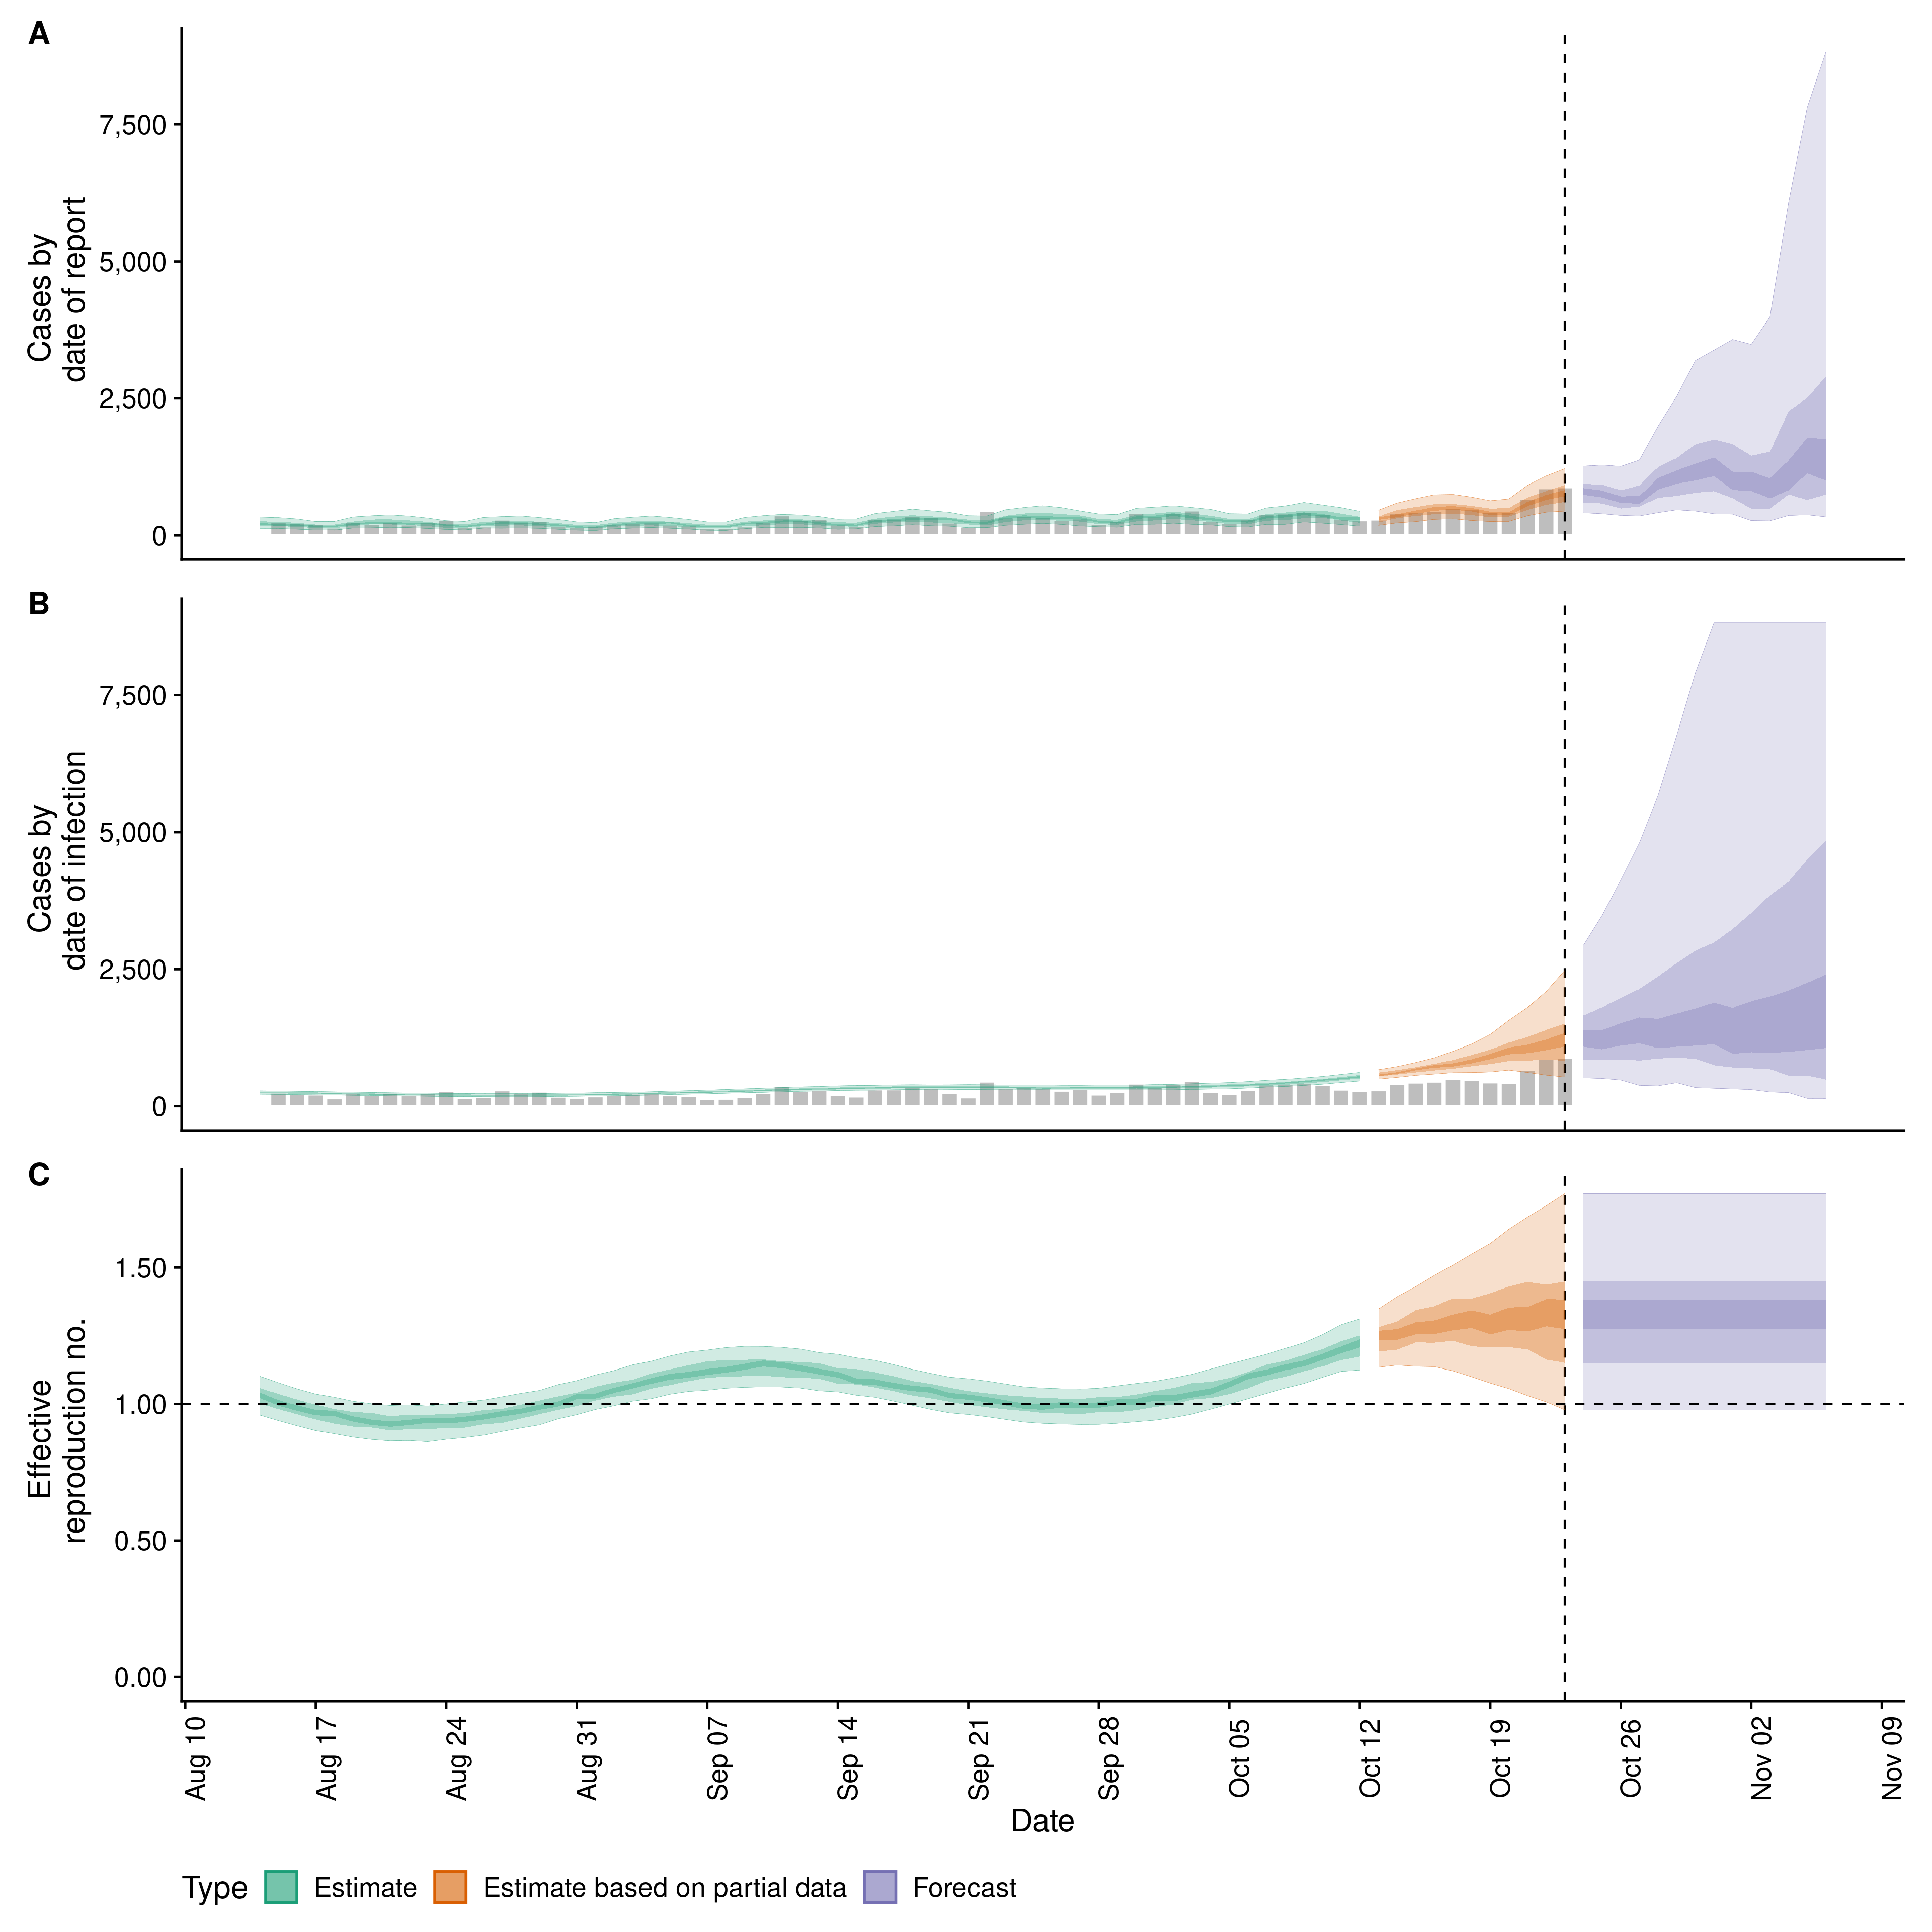 A
Cases by
date of report
7,500
5,000
2,500
0
B
Cases by
date of infection
7,500
5,000
2,500
0
C
Effective
reproduction no.
1.50
1.00
0.50
0.00
Aug 10
Aug 17
Aug 24
Aug 31
Sep 07
Sep 14
Sep 21
Sep 28
Oct 05
Oct 12
Oct 19
Oct 26
Nov 02
Nov 09
Date
Type Estimate Estimate based on partial data Forecast